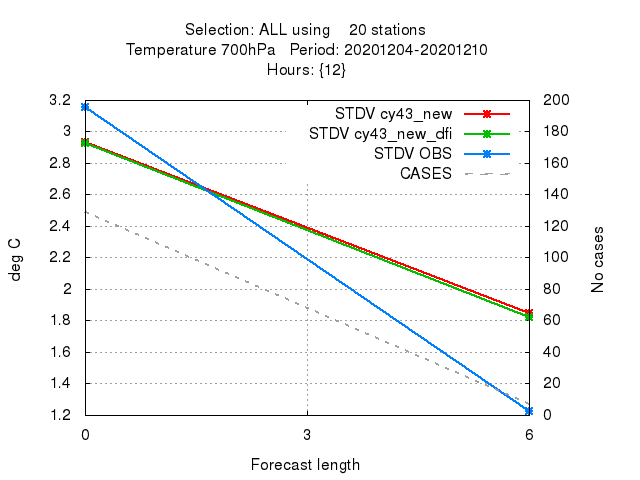 Selection: ALL using    20 stations
Temperature 700hPa   Period: 20201204-20201210
Hours: {12}
STDV cy43_new
STDV cy43_new_dfi
STDV OBS
CASES
3.2
3
2.8
2.6
2.4
2.2
2
1.8
1.6
1.4
1.2
200
180
160
140
120
100
80
60
40
20
0
deg C
No cases
0 3 6
Forecast length